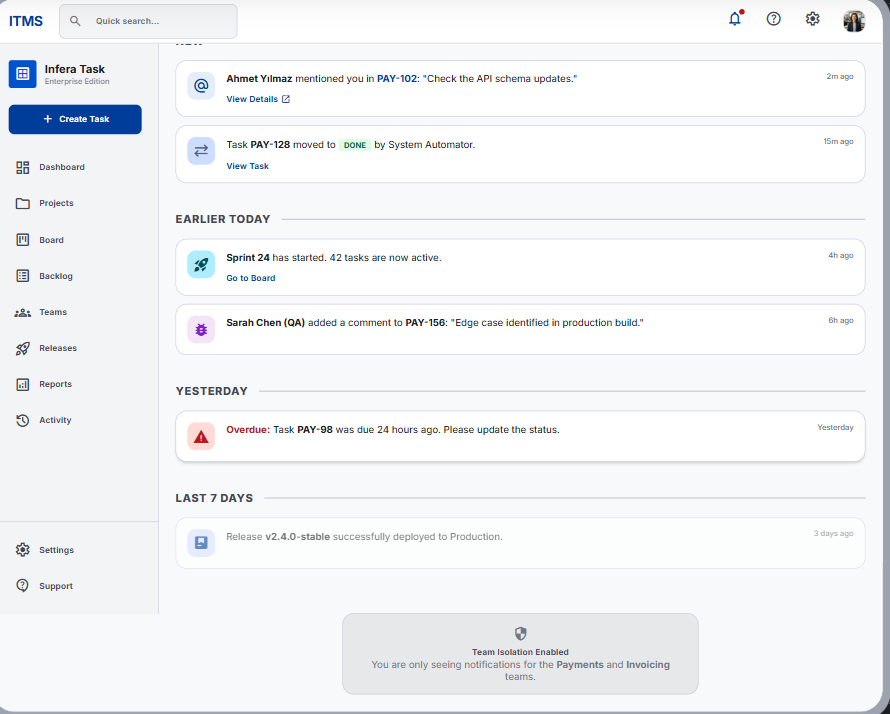 ITMS
Quick search...
Infera Task
Enterprise Edition
+ Create Task
Dashboard
Projects
Board
Backlog
Teams
Releases
Reports
Activity
Settings
Support
Ahmet Yılmaz mentioned you in PAY-102: "Check the API schema updates."
2m ago
View Details
Task PAY-128 moved to DONE by System Automator.
15m ago
View Task
EARLIER TODAY
Sprint 24 has started. 42 tasks are now active.
4h ago
Go to Board
Sarah Chen (QA) added a comment to PAY-156: "Edge case identified in production build."
6h ago
YESTERDAY
Overdue: Task PAY-98 was due 24 hours ago. Please update the status.
Yesterday
LAST 7 DAYS
Release v2.4.0-stable successfully deployed to Production.
3 days ago
Team Isolation Enabled
You are only seeing notifications for the Payments and Invoicing
teams.